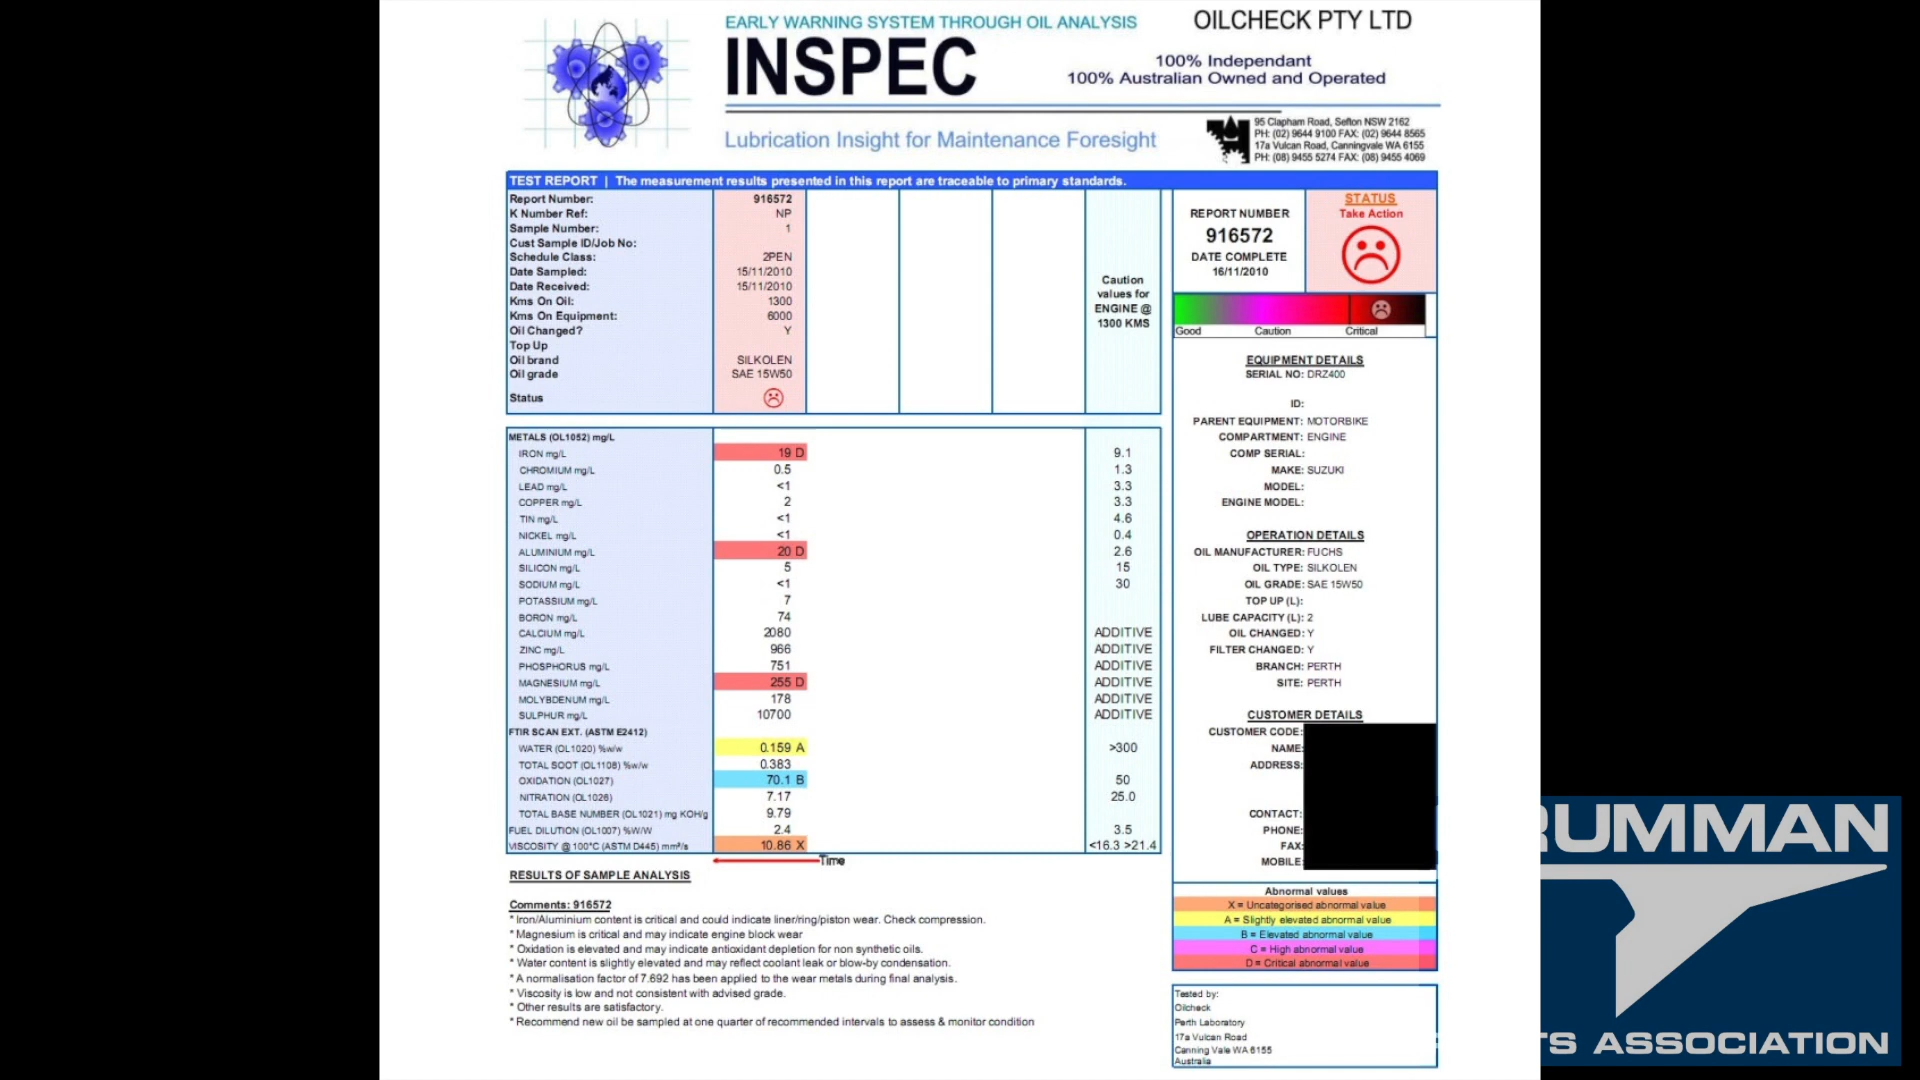 EARLY WARNING SYSTEM THROUGH OIL ANALYSIS
OILCHECK PTY LTD
INSPEC
100% Independant
100% Australian Owned and Operated
Lubrication Insight for Maintenance Foresight
95 Clapham Road, Sefton NSW 2162
PH: (02) 9644 9100 FAX: (02) 9644 8565
17a Vulcan Road, Canningvale WA 6155
PH: (08) 9455 5274 FAX: (08) 9455 4069
TEST REPORT | The measurement results presented in this report are traceable to primary standards.
Report Number: 916572
K Number Ref: NP
Sample Number: 1
Cust Sample ID/Job No:
Schedule Class: 2PEN
Date Sampled: 15/11/2010
Date Received: 15/11/2010
Kms On Oil: 1300
Kms On Equipment: 6000
Oil Changed? Y
Top Up
Oil brand SILKOLEN
Oil grade SAE 15W50
Status
Caution
values for
ENGINE @
1300 KMS
REPORT NUMBER
916572
DATE COMPLETE
16/11/2010
STATUS
Take Action
Good Caution Critical
METALS (OL1052) mg/L
IRON mg/L 19 D 9.1
CHROMIUM mg/L 0.5 1.3
LEAD mg/L <1 3.3
COPPER mg/L 2 3.3
TIN mg/L <1 4.6
NICKEL mg/L <1 0.4
ALUMINIUM mg/L 20 D 2.6
SILICON mg/L 5 15
SODIUM mg/L <1 30
POTASSIUM mg/L 7
BORON mg/L 74
CALCIUM mg/L 2080 ADDITIVE
ZINC mg/L 966 ADDITIVE
PHOSPHORUS mg/L 751 ADDITIVE
MAGNESIUM mg/L 255 D ADDITIVE
MOLYBDENUM mg/L 178 ADDITIVE
SULPHUR mg/L 10700 ADDITIVE
FTIR SCAN EXT. (ASTM E2412)
WATER (OL1020) %w/w 0.159 A >300
TOTAL SOOT (OL1108) %w/w 0.383
OXIDATION (OL1027) 70.1 B 50
NITRATION (OL1026) 7.17 25.0
TOTAL BASE NUMBER (OL1021) mg KOH/g 9.79
FUEL DILUTION (OL1007) %W/W 2.4 3.5
VISCOSITY @ 100°C (ASTM D445) mm²/s 10.86 X <16.3 >21.4
Time
EQUIPMENT DETAILS
SERIAL NO: DRZ400
ID:
PARENT EQUIPMENT: MOTORBIKE
COMPARTMENT: ENGINE
COMP SERIAL:
MAKE: SUZUKI
MODEL:
ENGINE MODEL:
OPERATION DETAILS
OIL MANUFACTURER: FUCHS
OIL TYPE: SILKOLEN
OIL GRADE: SAE 15W50
TOP UP (L):
LUBE CAPACITY (L): 2
OIL CHANGED: Y
FILTER CHANGED: Y
BRANCH: PERTH
SITE: PERTH
CUSTOMER DETAILS
CUSTOMER CODE:
NAME:
ADDRESS:
CONTACT:
PHONE:
FAX:
MOBILE:
Abnormal values
X = Uncategorised abnormal value
A = Slightly elevated abnormal value
B = Elevated abnormal value
C = High abnormal value
D = Critical abnormal value
RESULTS OF SAMPLE ANALYSIS
Comments: 916572
* Iron/Aluminium content is critical and could indicate liner/ring/piston wear. Check compression.
* Magnesium is critical and may indicate engine block wear
* Oxidation is elevated and may indicate antioxidant depletion for non synthetic oils.
* Water content is slightly elevated and may reflect coolant leak or blow-by condensation.
* A normalisation factor of 7.692 has been applied to the wear metals during final analysis.
* Viscosity is low and not consistent with advised grade.
* Other results are satisfactory.
* Recommend new oil be sampled at one quarter of recommended intervals to assess & monitor condition
Tested by:
Oilcheck
Perth Laboratory
17a Vulcan Road
Canning Vale WA 6155
Australia
RUMMAN
TS ASSOCIATION